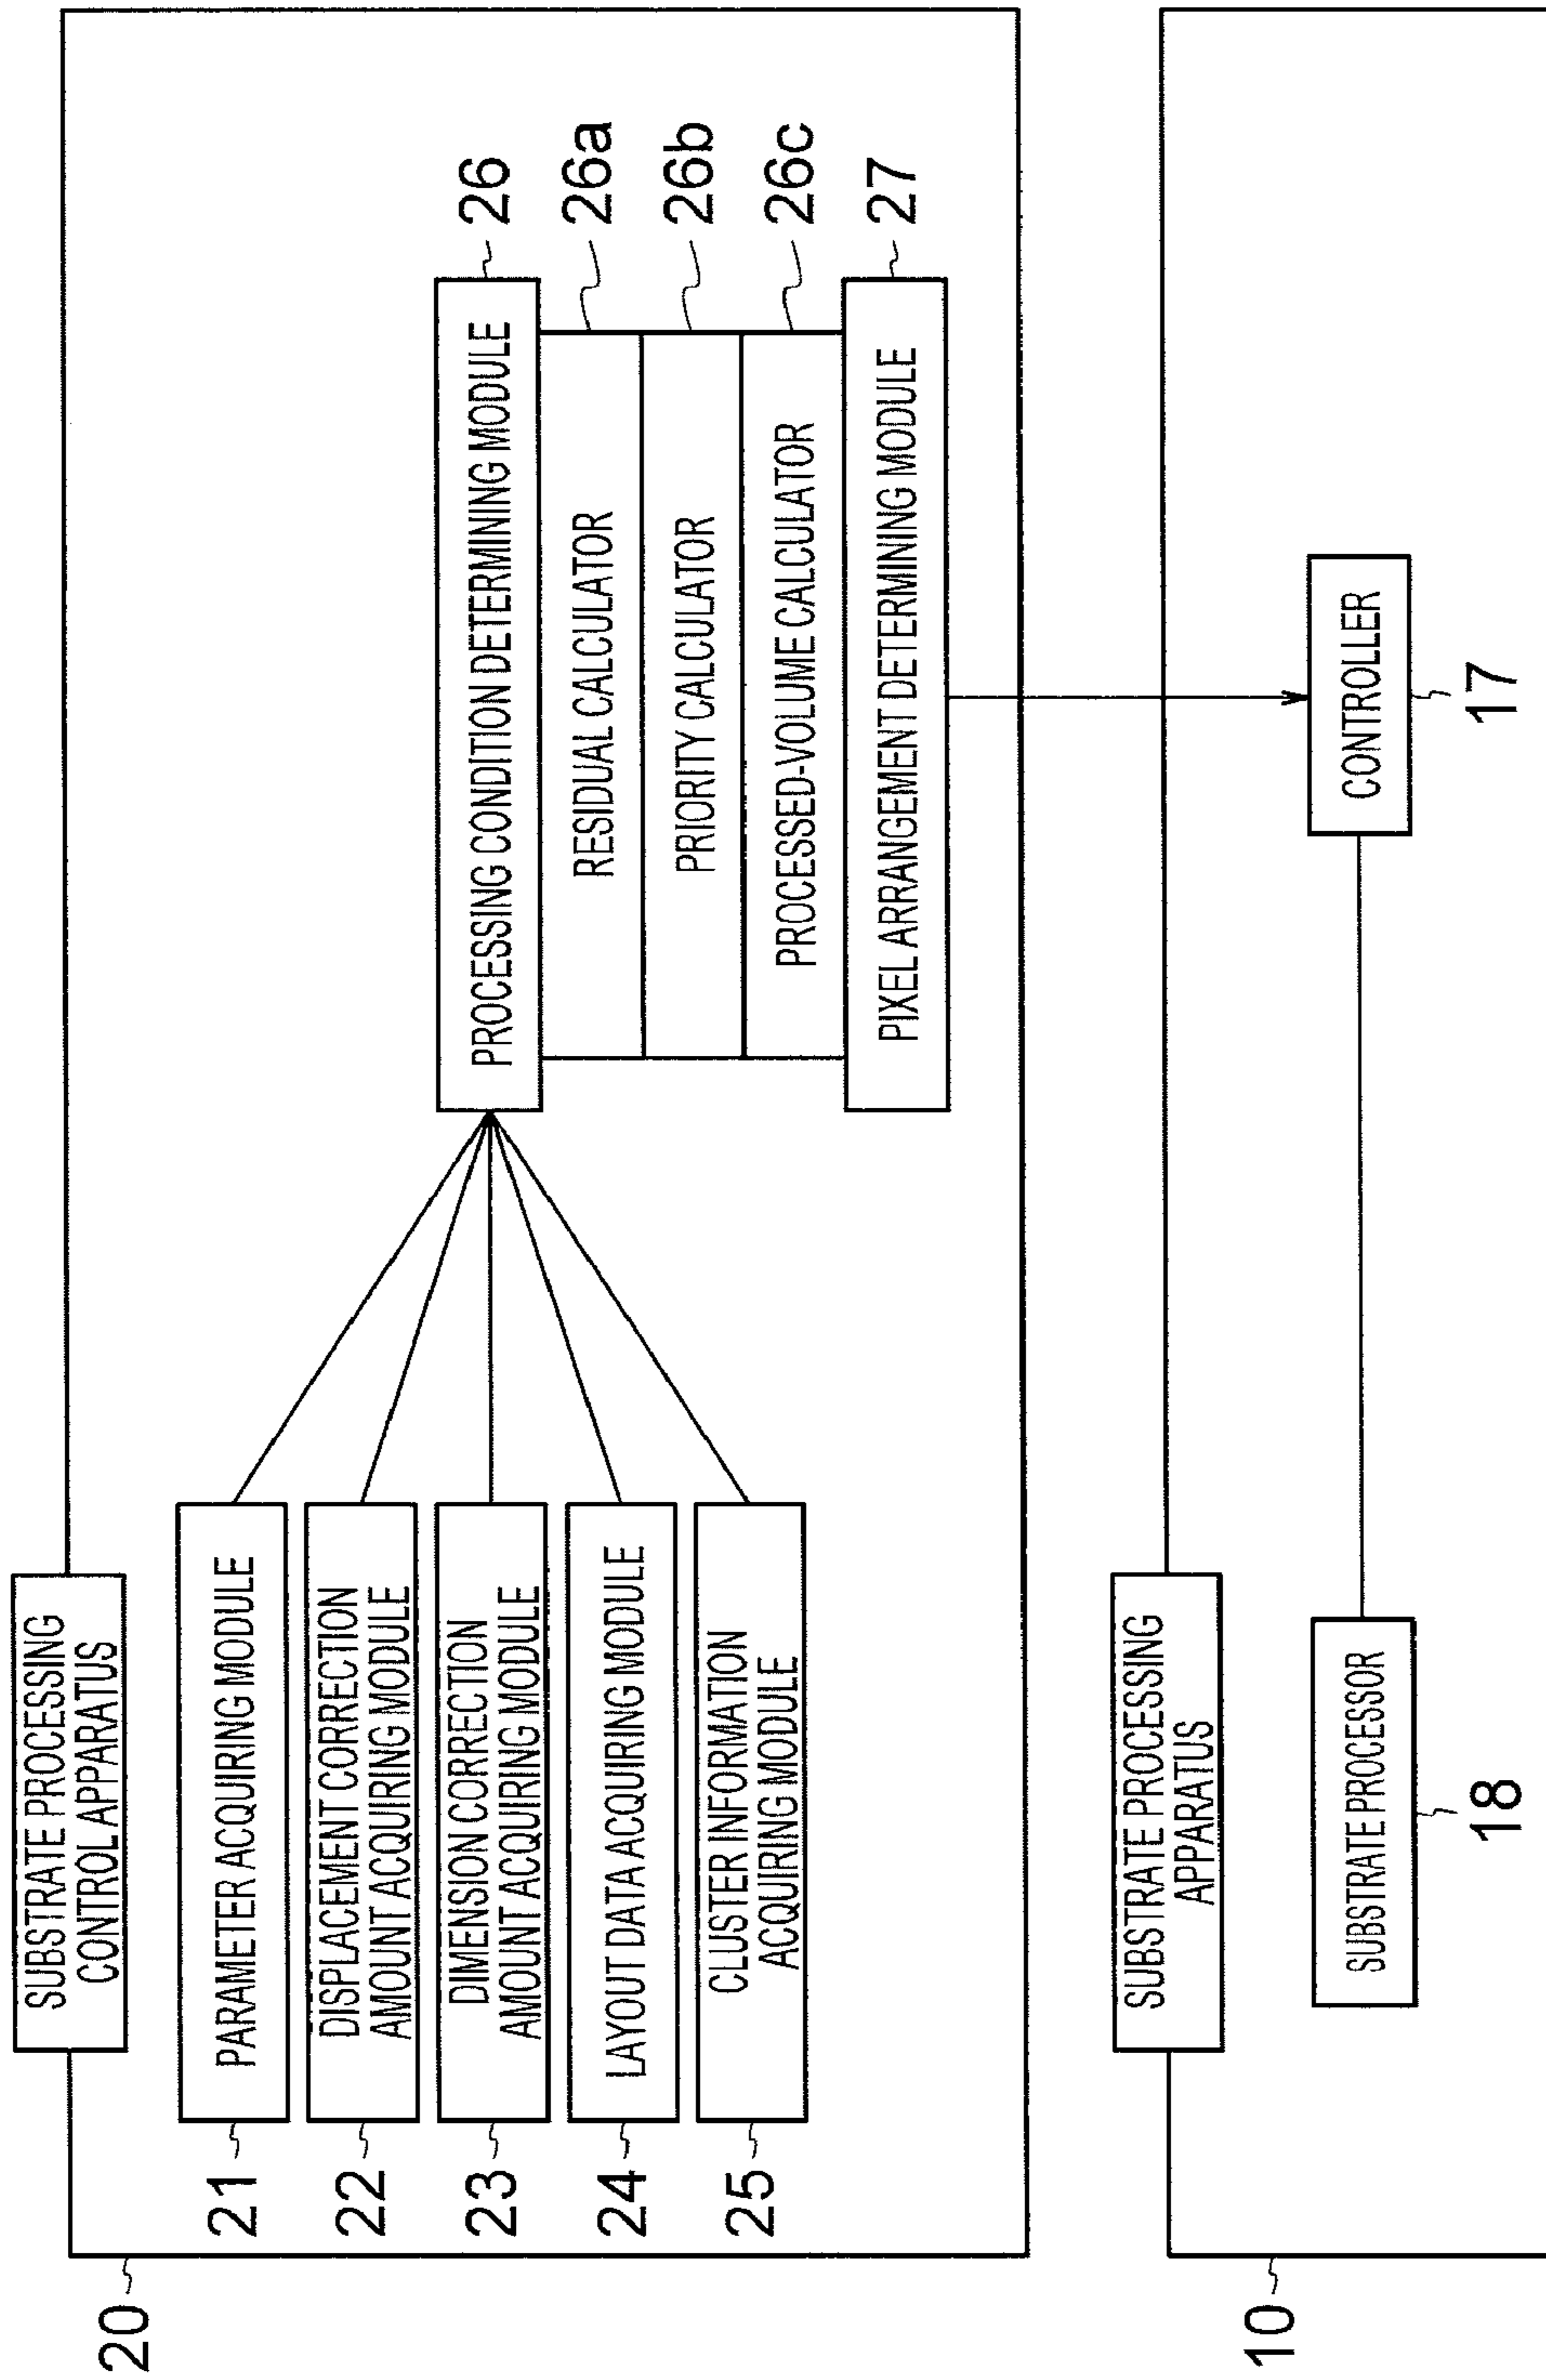 SUBSTRATE PROCESSING
CONTROL APPARATUS
20
21
PARAMETER ACQUIRING MODULE
22
DISPLACEMENT CORRECTION
AMOUNT ACQUIRING MODULE
23
DIMENSION CORRECTION
AMOUNT ACQUIRING MODULE
24
LAYOUT DATA ACQUIRING MODULE
25
CLUSTER INFORMATION
ACQUIRING MODULE
PROCESSING CONDITION DETERMINING MODULE
26
RESIDUAL CALCULATOR
26a
PRIORITY CALCULATOR
26b
PROCESSED-VOLUME CALCULATOR
26c
PIXEL ARRANGEMENT DETERMINING MODULE
27
SUBSTRATE PROCESSING
APPARATUS
10
SUBSTRATE PROCESSOR
18
CONTROLLER
17